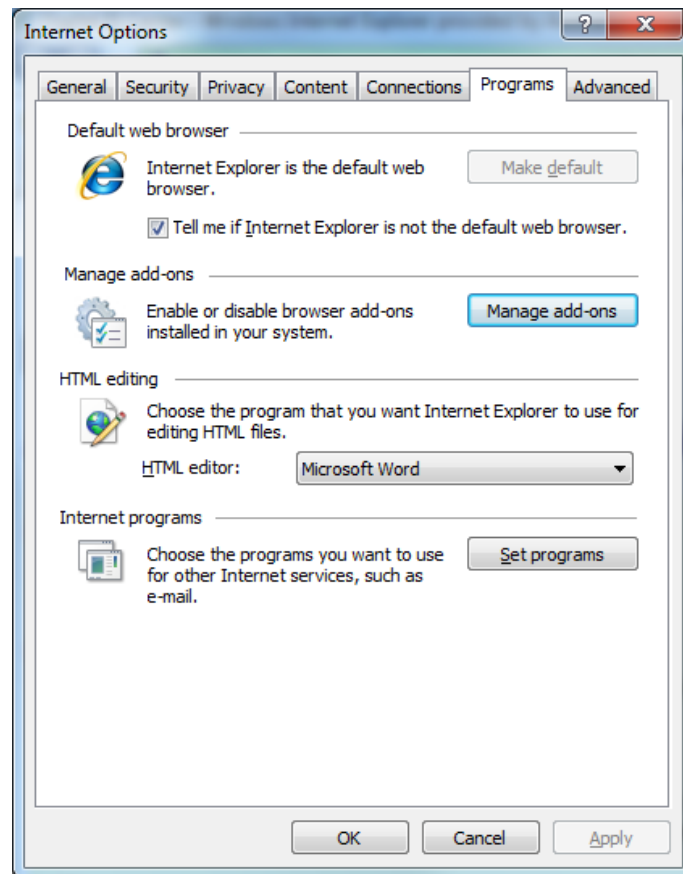 Internet Options
General Security Privacy Content Connections Programs Advanced
Default web browser
Internet Explorer is the default web
browser.
Make default
Tell me if Internet Explorer is not the default web browser.
Manage add-ons
Enable or disable browser add-ons
installed in your system.
Manage add-ons
HTML editing
Choose the program that you want Internet Explorer to use for
editing HTML files.
HTML editor: Microsoft Word
Internet programs
Choose the programs you want to use
for other Internet services, such as
e-mail.
Set programs
OK Cancel Apply